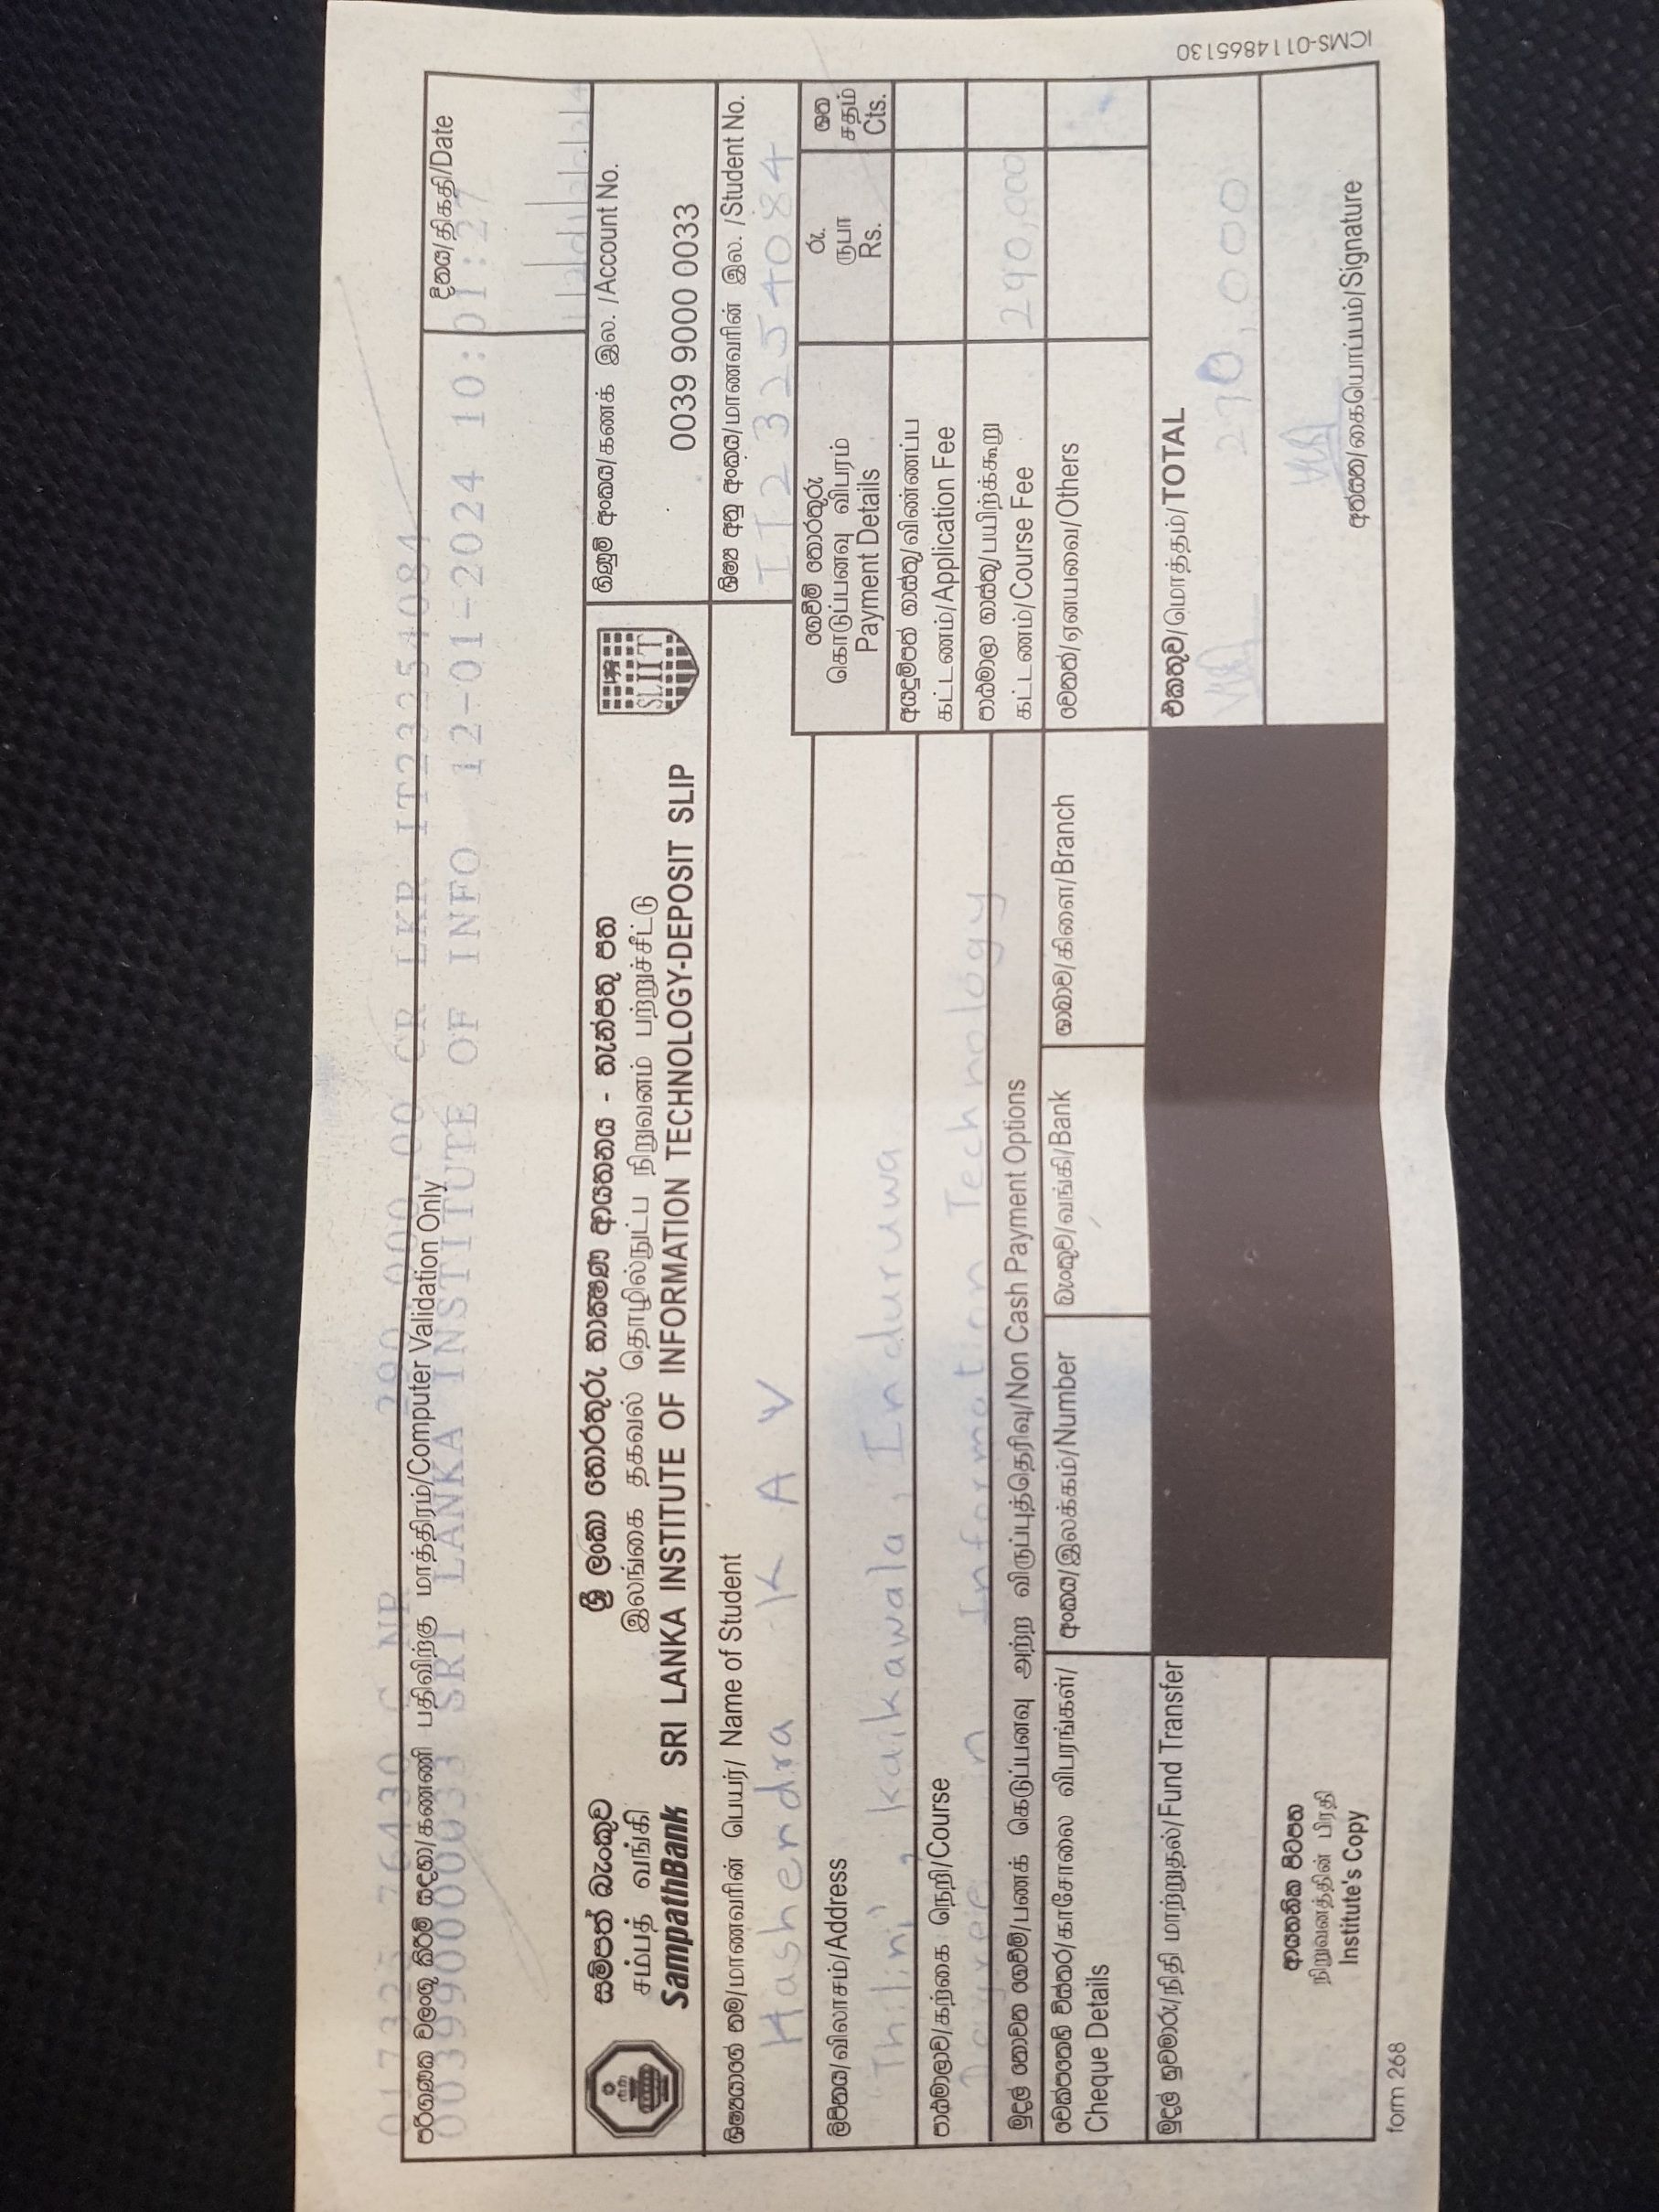 76430 C NP 290,000.00 CR LKR IT23254084
003990000033 SRI LANKA INSTITUTE OF INFO 12-01-2024 10:01:27
පරිගණක වලංගු කිරීම් සඳහා/கணணி பதிவிற்கு மாத்திரம்/Computer Validation Only
දිනය/திகதி/Date
සම්පත් බැංකුව
சம்பத் வங்கி
SampathBank
ශ්‍රී ලංකා තොරතුරු තාක්ෂණ ආයතනය - තැන්පතු පත
இலங்கை தகவல் தொழில்நுட்ப நிறுவனம் பற்றுச்சீட்டு
SRI LANKA INSTITUTE OF INFORMATION TECHNOLOGY-DEPOSIT SLIP
SLIIT
ගිණුම් අංකය/கணக் இல. /Account No.
0039 9000 0033
ශිෂ්‍යයාගේ නම/மாணவரின் பெயர்/ Name of Student
Hashendra K A V
ශිෂ්‍ය අනු අංකය/மாணவரின் இல. /Student No.
IT23254084
ලිපිනය/விலாசம்/Address
"Thilini", Kaikawala, Induruwa
පාඨමාලාව/கற்கை நெறி/Course
Degree in Information Technology
ගෙවීම් තොරතුරු
கொடுப்பனவு விபரம்
Payment Details
රු.
ரூபா
Rs.
ශත
சதம்
Cts.
අයදුම්පත් ගාස්තු/விண்ணப்ப
கட்டணம்/Application Fee
පාඨමාලා ගාස්තු/பயிற்க்கூறு
கட்டணம்/Course Fee
290,000
වෙනත්/ஏனயவை/Others
මුදල් නොවන ගෙවීම්/பணக் கெடுப்பனவு அற்ற விருப்புத்தெரிவு/Non Cash Payment Options
චෙක්පතෙහි විස්තර/காசோலை விபரங்கள்/
Cheque Details
අංකය/இலக்கம்/Number
බැංකුව/வங்கி/Bank
ශාඛාව/கிளை/Branch
මුදල් හුවමාරු/நிதி மாற்றுதல்/Fund Transfer
එකතුව/மொத்தம்/TOTAL
290,000
ආයතනික පිටපත
நிறுவனத்தின் பிரதி
Institute's Copy
අත්සන/கையொப்பம்/Signature
form 268
ICMS-0114865130